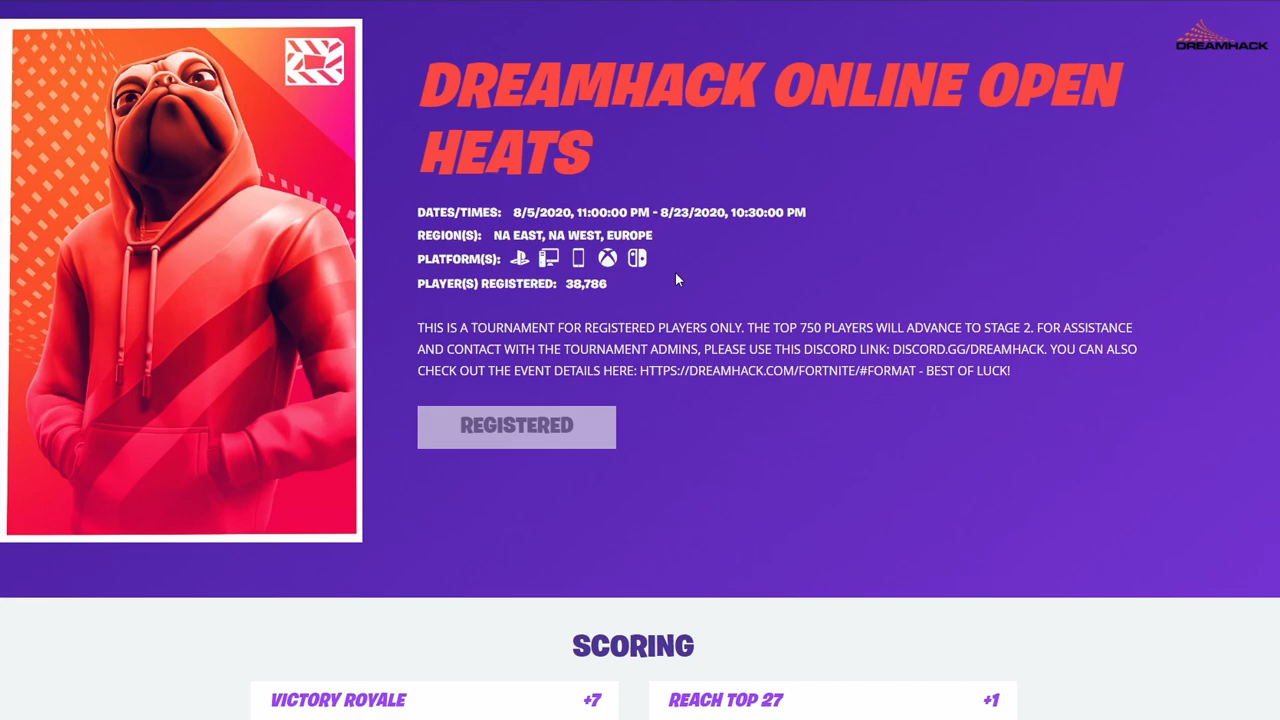 DREAMHACK
DREAMHACK ONLINE OPEN
HEATS
DATES/TIMES: 8/5/2020, 11:00:00 PM - 8/23/2020, 10:30:00 PM
REGION(S): NA EAST, NA WEST, EUROPE
PLATFORM(S):
PLAYER(S) REGISTERED: 38,786
THIS IS A TOURNAMENT FOR REGISTERED PLAYERS ONLY. THE TOP 750 PLAYERS WILL ADVANCE TO STAGE 2. FOR ASSISTANCE
AND CONTACT WITH THE TOURNAMENT ADMINS, PLEASE USE THIS DISCORD LINK: DISCORD.GG/DREAMHACK. YOU CAN ALSO
CHECK OUT THE EVENT DETAILS HERE: HTTPS://DREAMHACK.COM/FORTNITE/#FORMAT - BEST OF LUCK!
REGISTERED
SCORING
VICTORY ROYALE +7
REACH TOP 27 +1